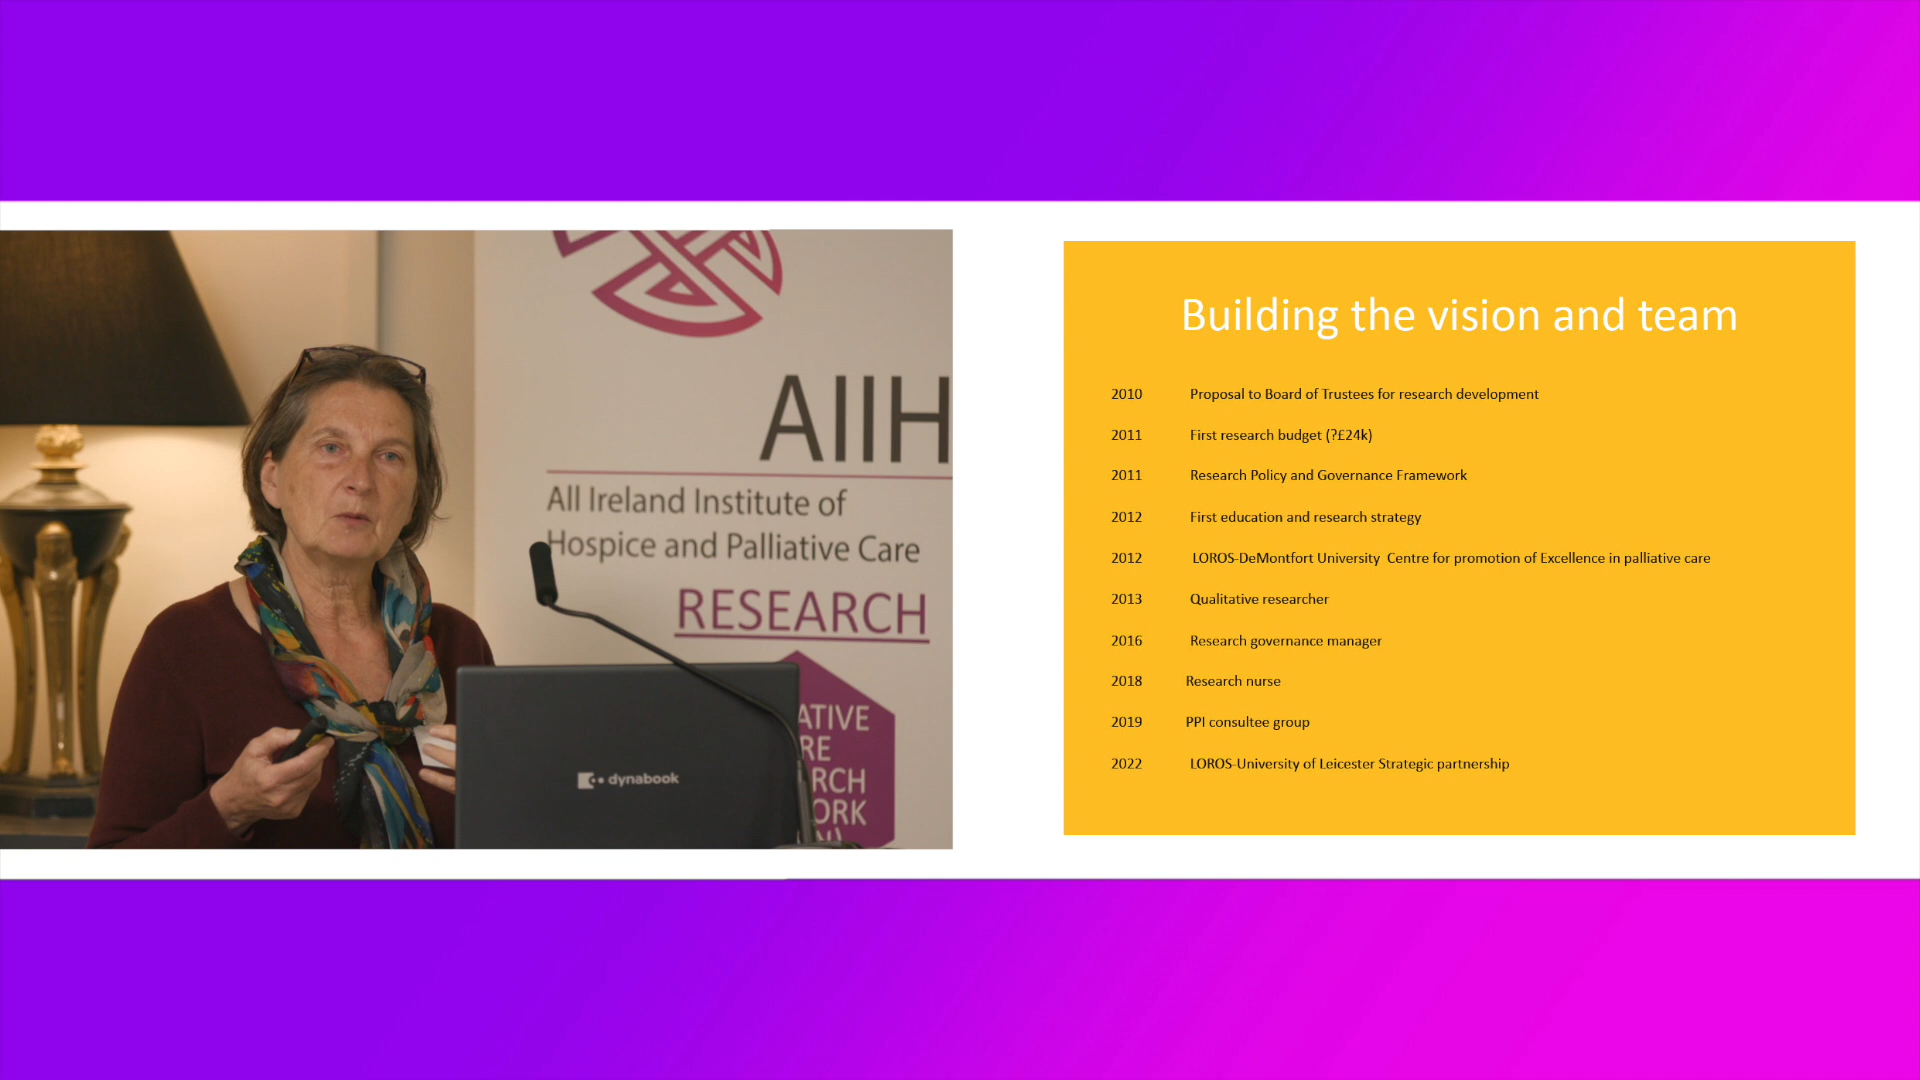 AIIH
All Ireland Institute of
Hospice and Palliative Care
RESEARCH
ATIVE
RE
RCH
ORK
dynabook
Building the vision and team
2010 Proposal to Board of Trustees for research development
2011 First research budget (?£24k)
2011 Research Policy and Governance Framework
2012 First education and research strategy
2012 LOROS-DeMontfort University Centre for promotion of Excellence in palliative care
2013 Qualitative researcher
2016 Research governance manager
2018 Research nurse
2019 PPI consultee group
2022 LOROS-University of Leicester Strategic partnership